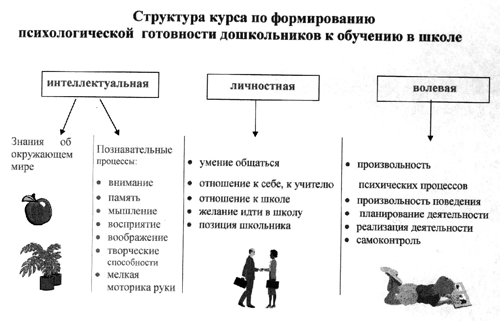 Структура курса по формированию
психологической готовности дошкольников к обучению в школе
интеллектуальная
личностная
волевая
Знания об
окружающем
мире
Познавательные
процессы:
• внимание
• память
• мышление
• восприятие
• воображение
• творческие
способности
• мелкая
моторика руки
• умение общаться
• отношение к себе, к учителю
• отношение к школе
• желание идти в школу
• позиция школьника
• произвольность
психических процессов
• произвольность поведения
• планирование деятельности
• реализация деятельности
• самоконтроль